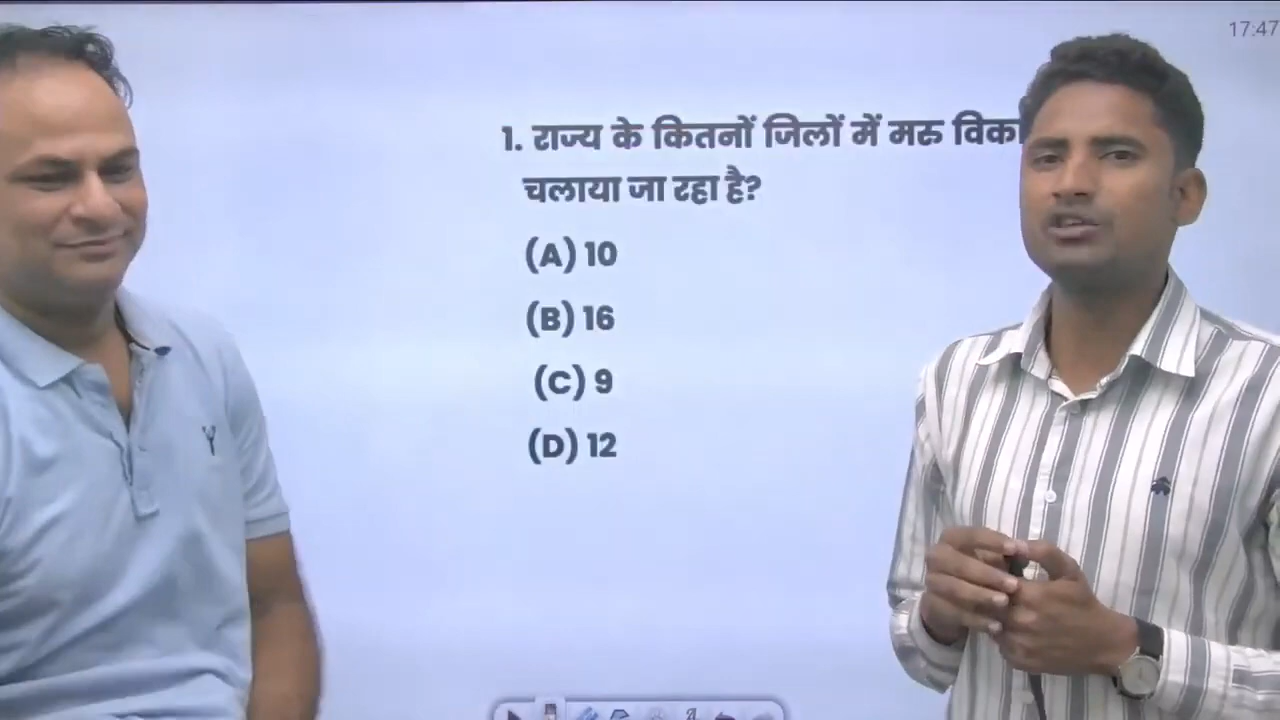 17:47
1. राज्य के कितनों जिलों में मरु
चलाया जा रहा है?
(A) 10
(B) 16
(C) 9
(D) 12